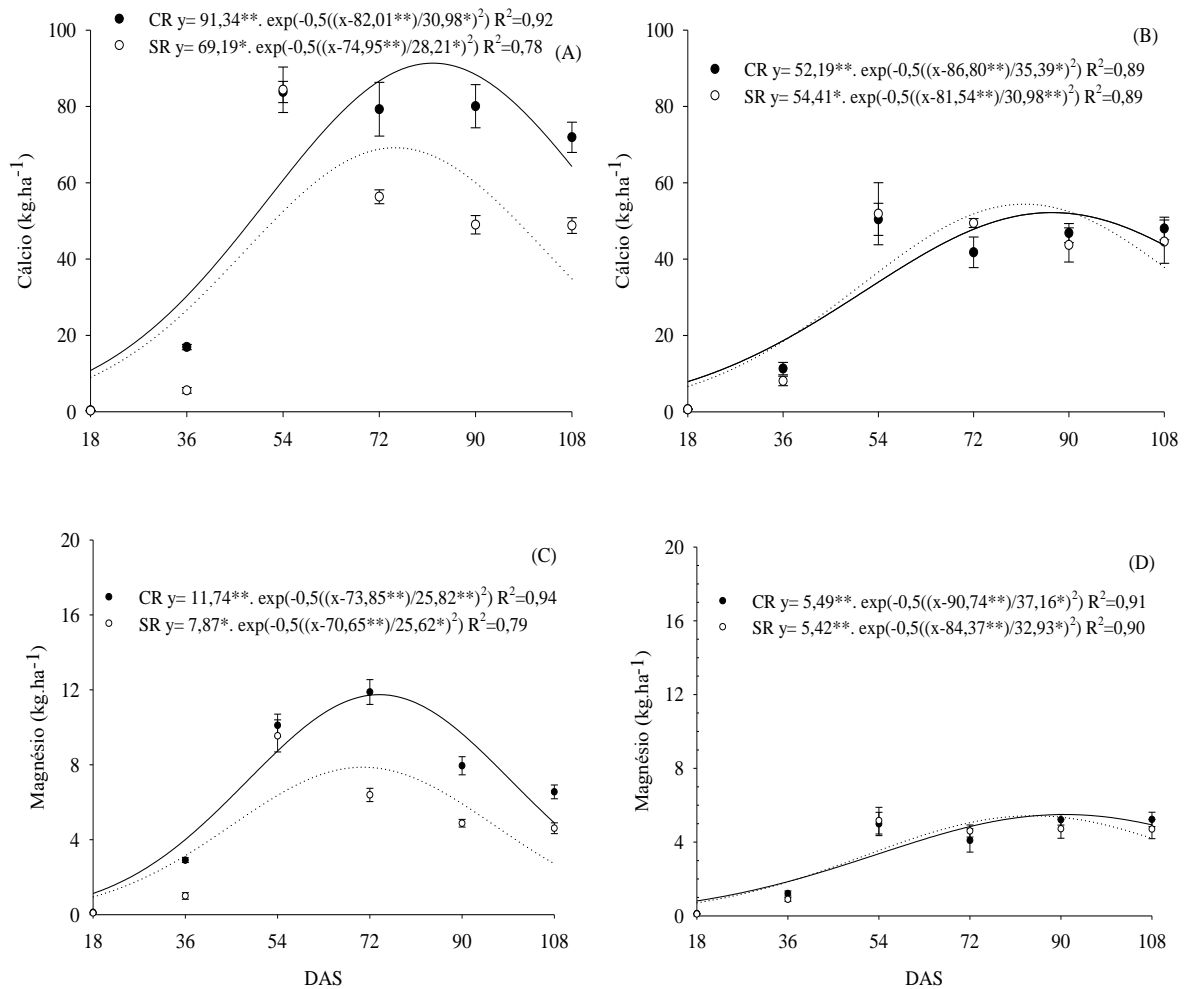 CR y= 91,34**. exp(-0,5((x-82,01**)/30,98*)²) R²=0,92
SR y= 69,19*. exp(-0,5((x-74,95**)/28,21*)²) R²=0,78
(A)
100
80
60
40
20
0
Cálcio (kg.ha⁻¹)
18 36 54 72 90 108
(B)
CR y= 52,19**. exp(-0,5((x-86,80**)/35,39*)²) R²=0,89
SR y= 54,41*. exp(-0,5((x-81,54**)/30,98**)²) R²=0,89
100
80
60
40
20
0
Cálcio (kg.ha⁻¹)
18 36 54 72 90 108
(C)
CR y= 11,74**. exp(-0,5((x-73,85**)/25,82**)²) R²=0,94
SR y= 7,87*. exp(-0,5((x-70,65**)/25,62*)²) R²=0,79
20
16
12
8
4
0
Magnésio (kg.ha⁻¹)
18 36 54 72 90 108
DAS
(D)
CR y= 5,49**. exp(-0,5((x-90,74**)/37,16*)²) R²=0,91
SR y= 5,42**. exp(-0,5((x-84,37**)/32,93*)²) R²=0,90
20
16
12
8
4
0
Magnésio (kg.ha⁻¹)
18 36 54 72 90 108
DAS